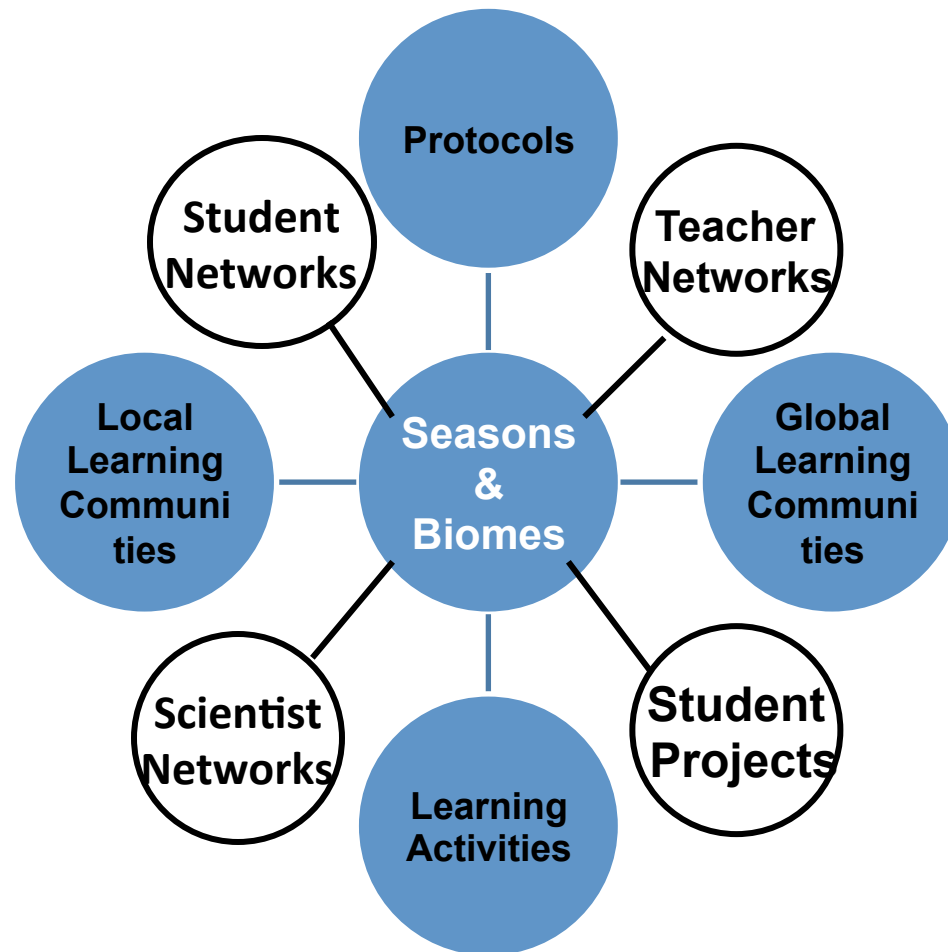 Protocols
Student
Networks
Teacher
Networks
Local
Learning
Communi
ties
Seasons
&
Biomes
Global
Learning
Communi
ties
Scientist
Networks
Student
Projects
Learning
Activities